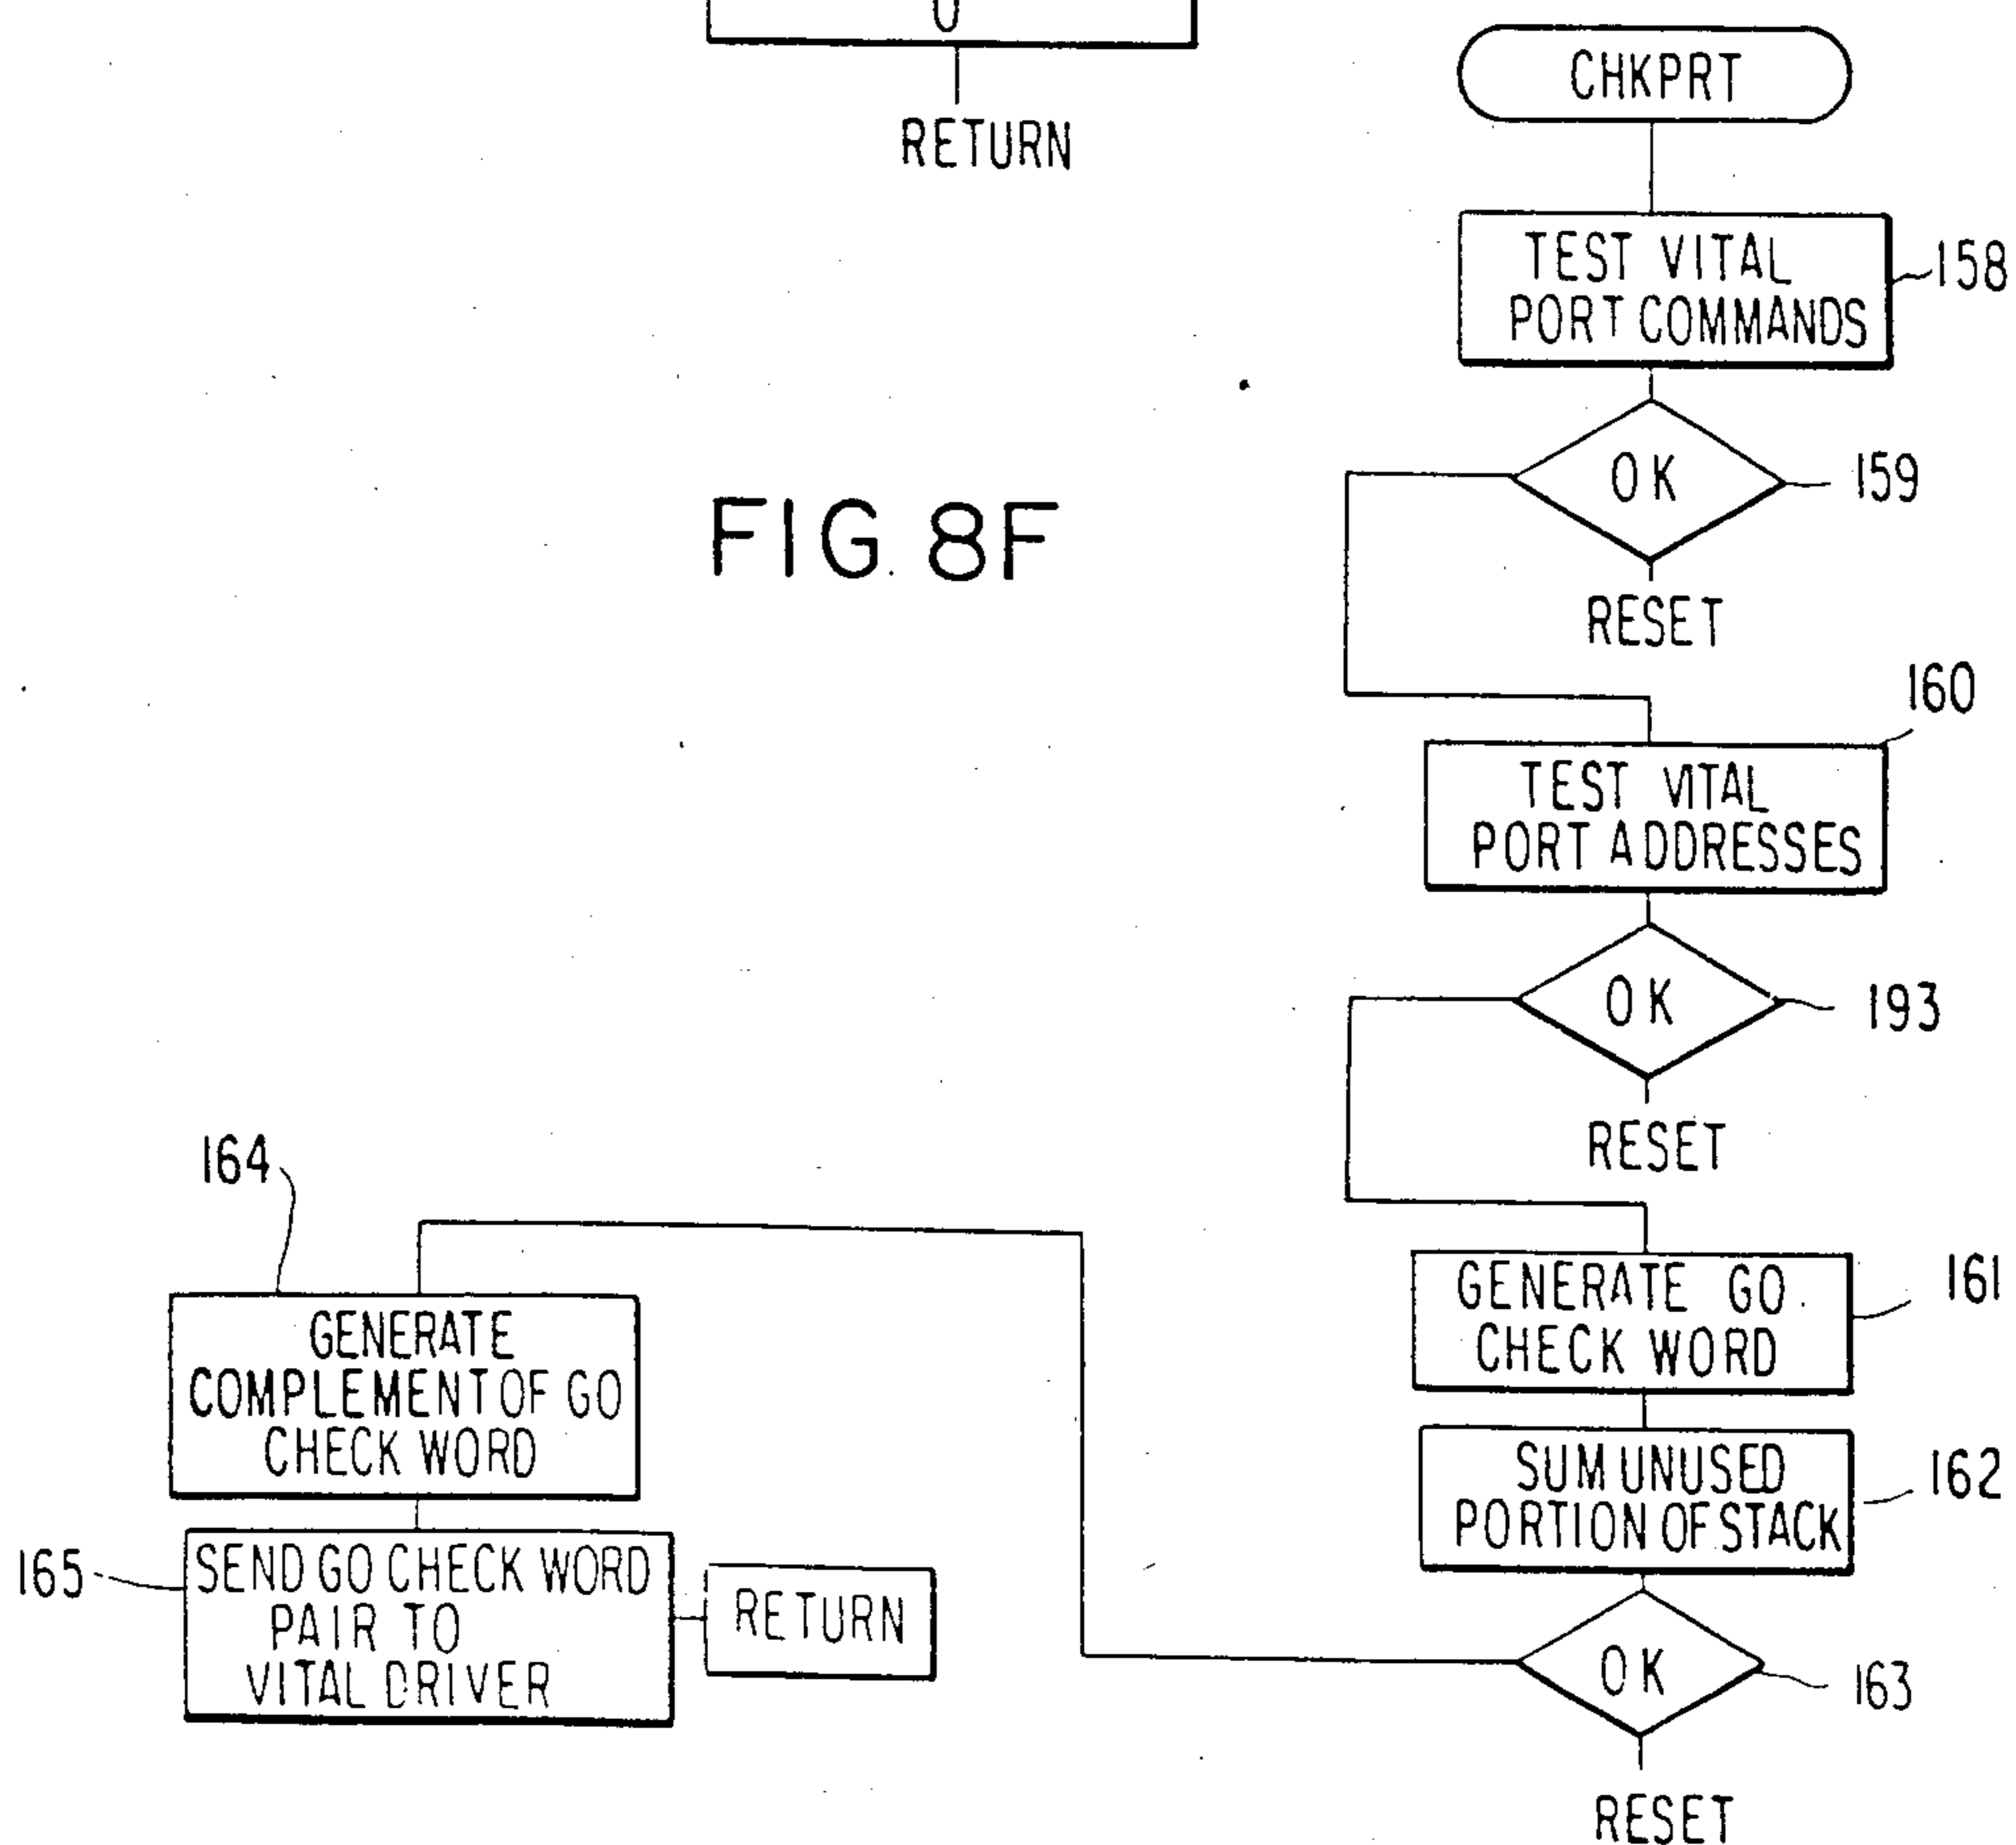 RETURN
CHKPRT
TEST VITAL
PORT COMMANDS
158
OK
159
RESET
FIG. 8F
160
TEST VITAL
PORT ADDRESSES
OK
193
RESET
GENERATE GO
CHECK WORD
161
SUM UNUSED
PORTION OF STACK
162
OK
163
RESET
164
GENERATE
COMPLEMENT OF GO
CHECK WORD
165
SEND GO CHECK WORD
PAIR TO
VITAL DRIVER
RETURN